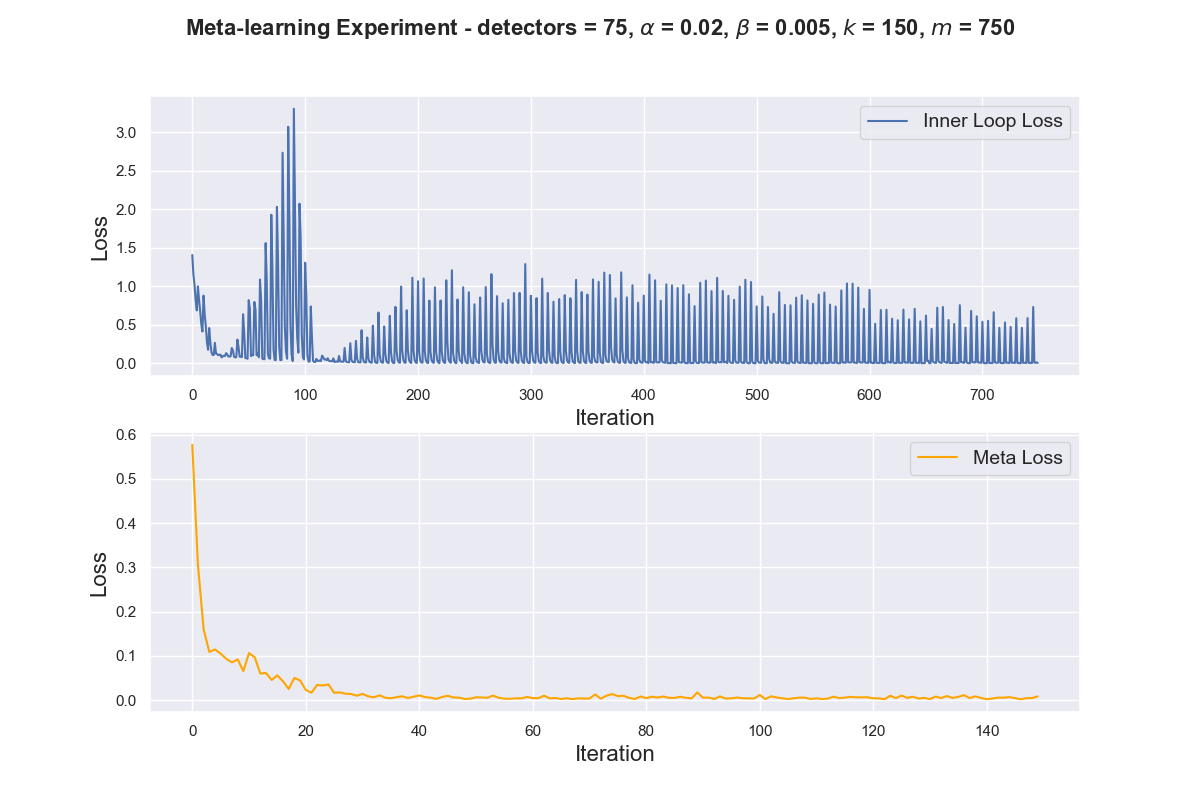 Meta-learning Experiment - detectors = 75, α = 0.02, β = 0.005, k = 150, m = 750
Inner Loop Loss
Loss
3.0
2.5
2.0
1.5
1.0
0.5
0.0
0 100 200 300 400 500 600 700
Iteration
Meta Loss
Loss
0.6
0.5
0.4
0.3
0.2
0.1
0.0
0 20 40 60 80 100 120 140
Iteration